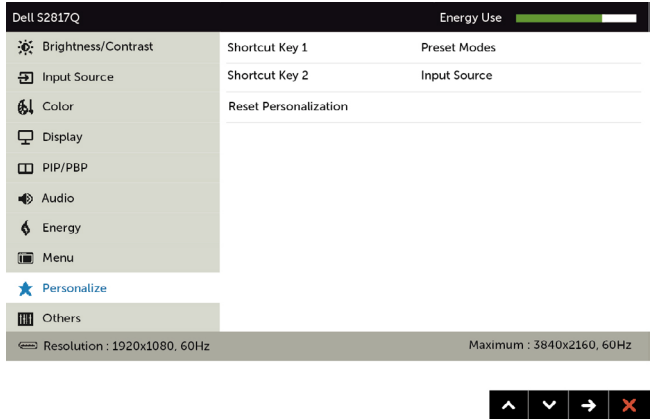 Dell S2817Q Energy Use
Brightness/Contrast Shortcut Key 1 Preset Modes
Input Source Shortcut Key 2 Input Source
Color Reset Personalization
Display
PIP/PBP
Audio
Energy
Menu
Personalize
Others
Resolution : 1920x1080, 60Hz Maximum : 3840x2160, 60Hz